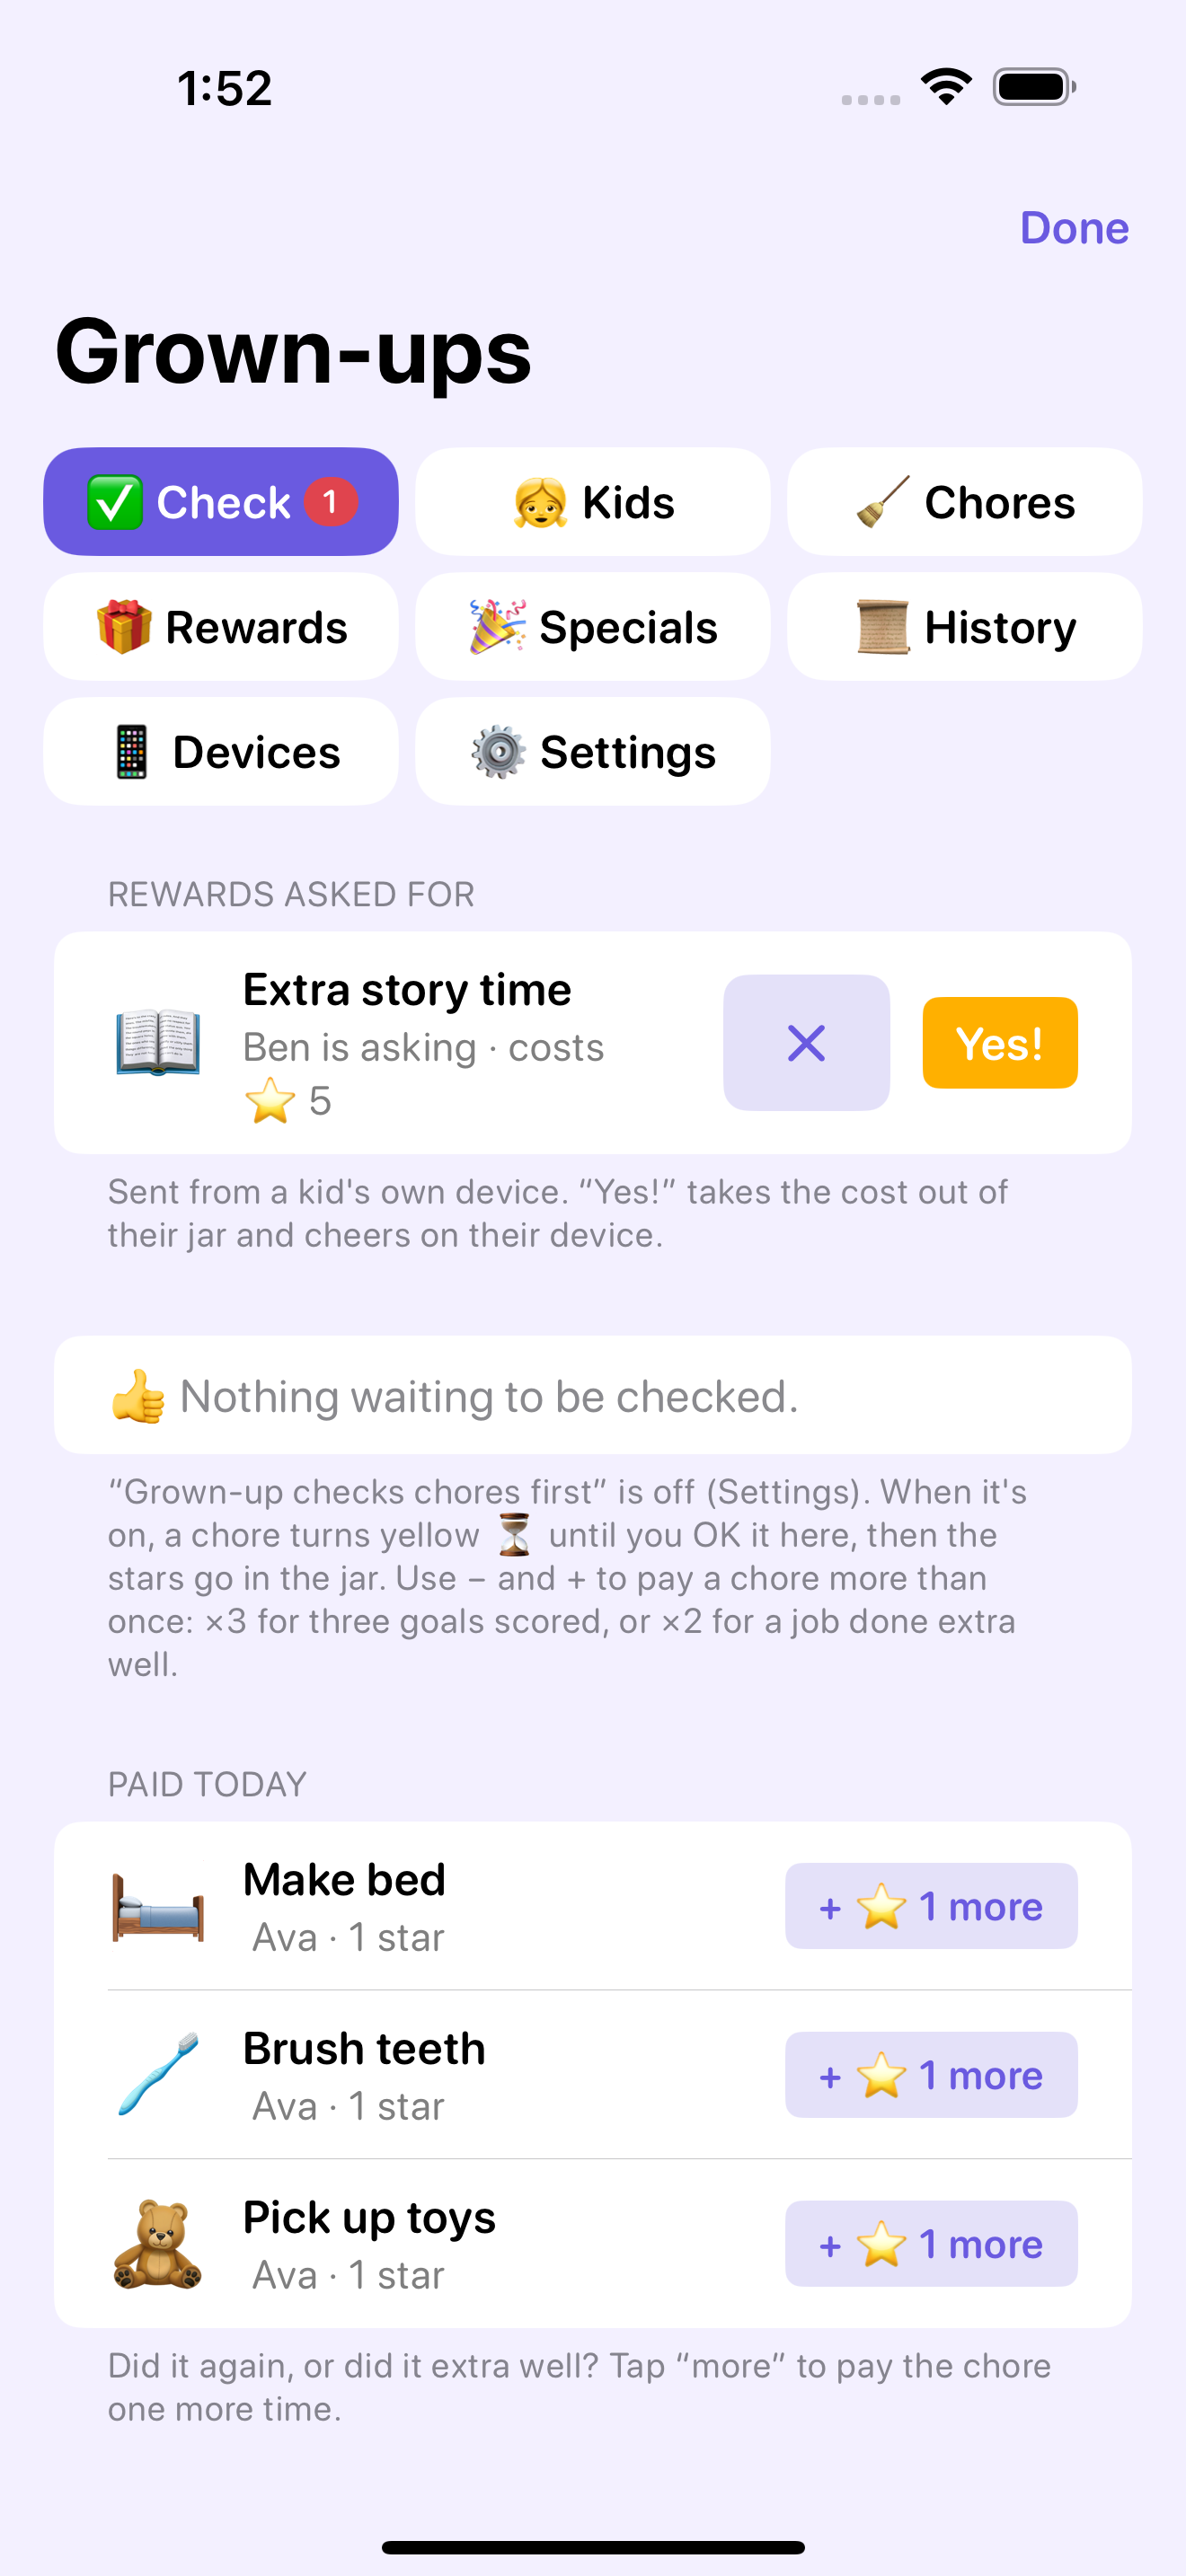 1:52
Done
Grown-ups
✅ Check 1
👧 Kids
🧹 Chores
🎁 Rewards
🎉 Specials
📜 History
📱 Devices
⚙️ Settings
REWARDS ASKED FOR
Extra story time
Ben is asking · costs
⭐ 5
Yes!
Sent from a kid's own device. “Yes!” takes the cost out of
their jar and cheers on their device.
👍 Nothing waiting to be checked.
“Grown-up checks chores first” is off (Settings). When it's
on, a chore turns yellow ⏳ until you OK it here, then the
stars go in the jar. Use − and + to pay a chore more than
once: ×3 for three goals scored, or ×2 for a job done extra
well.
PAID TODAY
Make bed
Ava · 1 star
+ ⭐ 1 more
Brush teeth
Ava · 1 star
+ ⭐ 1 more
Pick up toys
Ava · 1 star
+ ⭐ 1 more
Did it again, or did it extra well? Tap “more” to pay the chore
one more time.